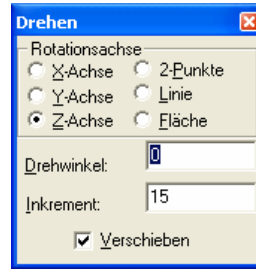 Drehen
Rotationsachse
X-Achse 2-Punkte
Y-Achse Linie
Z-Achse Fläche
Drehwinkel: 0
Inkrement: 15
Verschieben